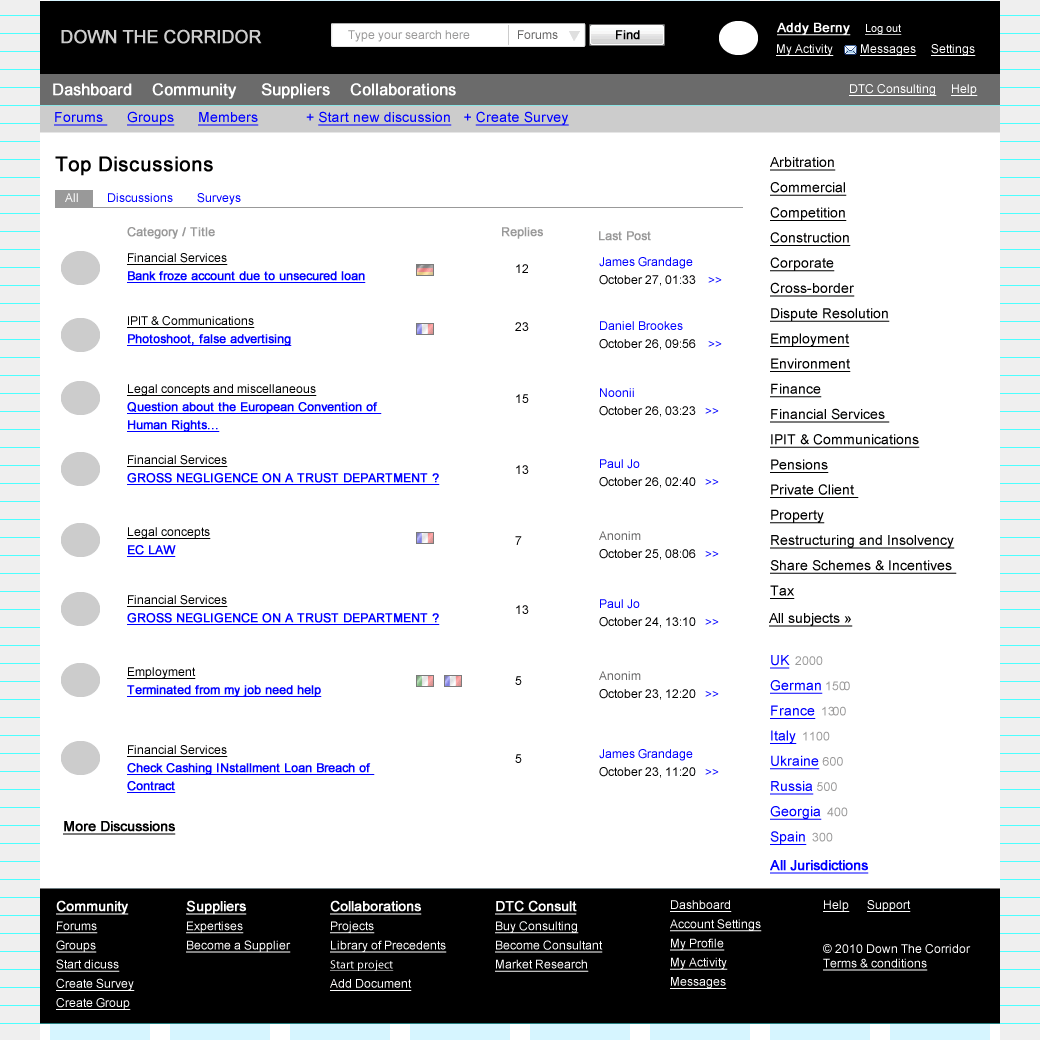 DOWN THE CORRIDOR
Type your search here
Forums
Find
Addy Berny
Log out
My Activity
Messages
Settings
Dashboard
Community
Suppliers
Collaborations
DTC Consulting
Help
Forums
Groups
Members
+ Start new discussion
+ Create Survey
Top Discussions
All
Discussions
Surveys
Category / Title
Replies
Last Post
Financial Services
Bank froze account due to unsecured loan
12
James Grandage
October 27, 01:33 >>
IPIT & Communications
Photoshoot, false advertising
23
Daniel Brookes
October 26, 09:56 >>
Legal concepts and miscellaneous
Question about the European Convention of
Human Rights...
15
Noonii
October 26, 03:23 >>
Financial Services
GROSS NEGLIGENCE ON A TRUST DEPARTMENT ?
13
Paul Jo
October 26, 02:40 >>
Legal concepts
EC LAW
7
Anonim
October 25, 08:06 >>
Financial Services
GROSS NEGLIGENCE ON A TRUST DEPARTMENT ?
13
Paul Jo
October 24, 13:10 >>
Employment
Terminated from my job need help
5
Anonim
October 23, 12:20 >>
Financial Services
Check Cashing INstallment Loan Breach of
Contract
5
James Grandage
October 23, 11:20 >>
More Discussions
Arbitration
Commercial
Competition
Construction
Corporate
Cross-border
Dispute Resolution
Employment
Environment
Finance
Financial Services
IPIT & Communications
Pensions
Private Client
Property
Restructuring and Insolvency
Share Schemes & Incentives
Tax
All subjects »
UK 2000
German 1500
France 1300
Italy 1100
Ukraine 600
Russia 500
Georgia 400
Spain 300
All Jurisdictions
Community
Forums
Groups
Start dicuss
Create Survey
Create Group
Suppliers
Expertises
Become a Supplier
Collaborations
Projects
Library of Precedents
Start project
Add Document
DTC Consult
Buy Consulting
Become Consultant
Market Research
Dashboard
Account Settings
My Profile
My Activity
Messages
Help
Support
© 2010 Down The Corridor
Terms & conditions